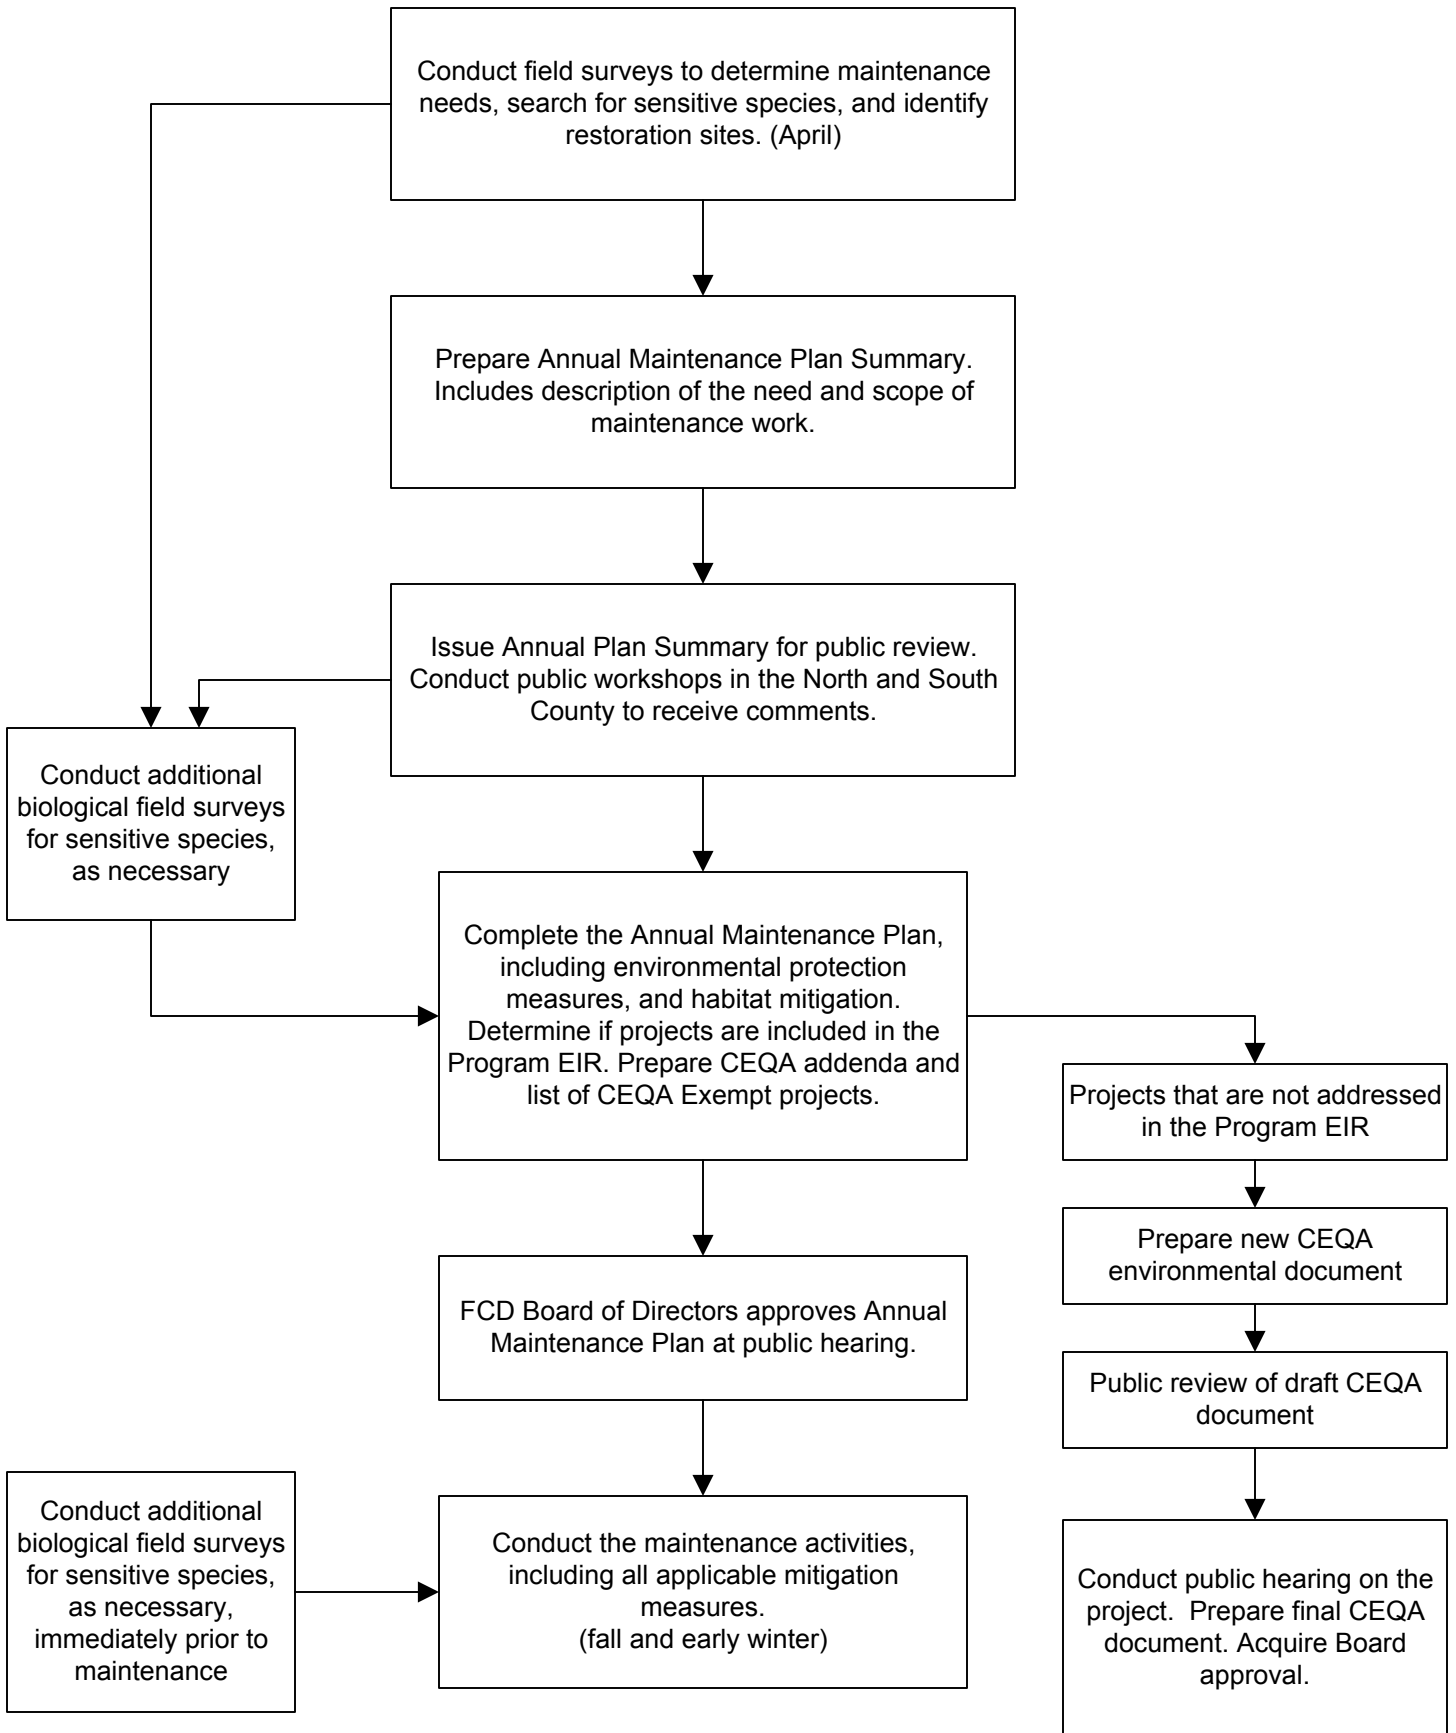 Conduct field surveys to determine maintenance
needs, search for sensitive species, and identify
restoration sites. (April)
Prepare Annual Maintenance Plan Summary.
Includes description of the need and scope of
maintenance work.
Issue Annual Plan Summary for public review.
Conduct public workshops in the North and South
County to receive comments.
Conduct additional
biological field surveys
for sensitive species,
as necessary
Complete the Annual Maintenance Plan,
including environmental protection
measures, and habitat mitigation.
Determine if projects are included in the
Program EIR. Prepare CEQA addenda and
list of CEQA Exempt projects.
Projects that are not addressed
in the Program EIR
Prepare new CEQA
environmental document
FCD Board of Directors approves Annual
Maintenance Plan at public hearing.
Public review of draft CEQA
document
Conduct additional
biological field surveys
for sensitive species,
as necessary,
immediately prior to
maintenance
Conduct the maintenance activities,
including all applicable mitigation
measures.
(fall and early winter)
Conduct public hearing on the
project.  Prepare final CEQA
document. Acquire Board
approval.